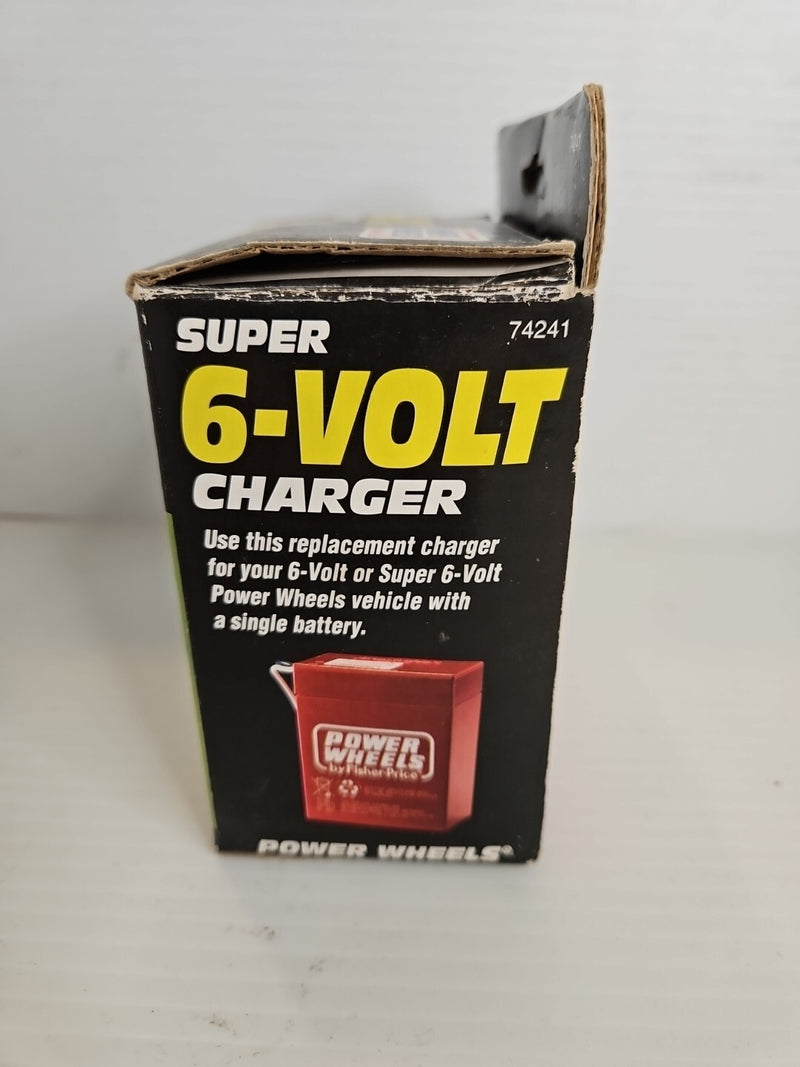 SUPER
74241
6-VOLT
CHARGER
Use this replacement charger
for your 6-Volt or Super 6-Volt
Power Wheels vehicle with
a single battery.
POWER
WHEELS
by Fisher-Price
POWER WHEELS®